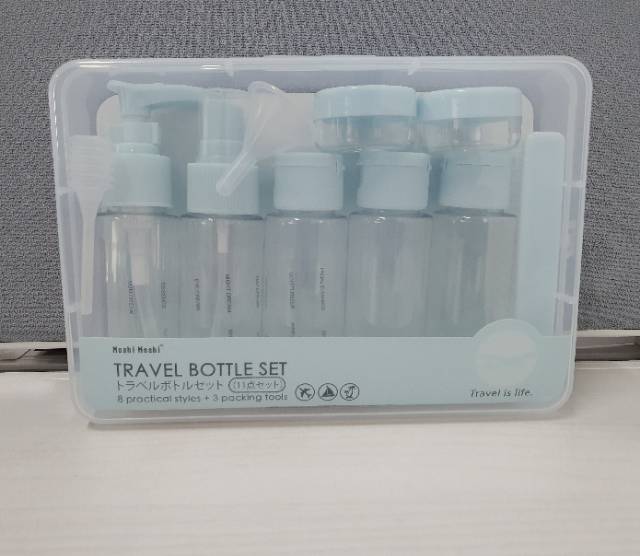 Moshi Moshi™
TRAVEL BOTTLE SET
トラベルボトルセット (11点セット)
8 practical styles + 3 packing tools
Travel is life.